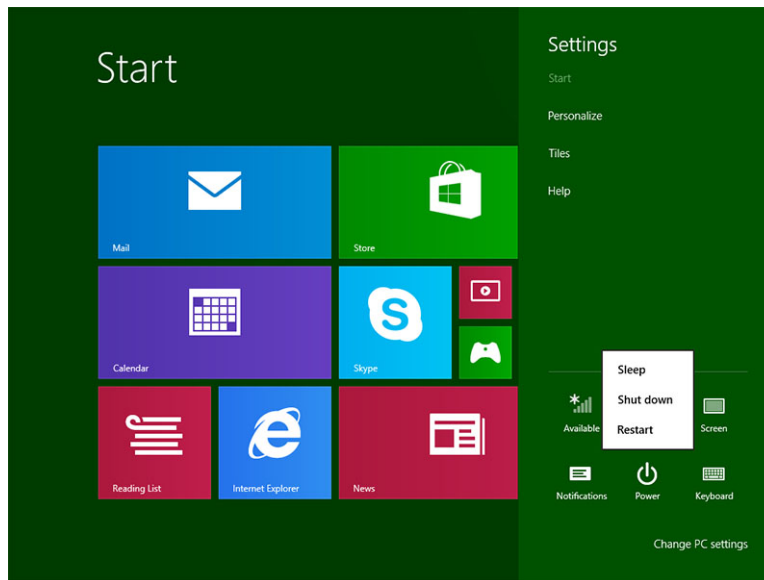 Start
Mail
Store
Calendar
Skype
Reading List
Internet Explorer
News
Settings
Start
Personalize
Tiles
Help
Sleep
Shut down
Restart
Available
Screen
Notifications
Power
Keyboard
Change PC settings